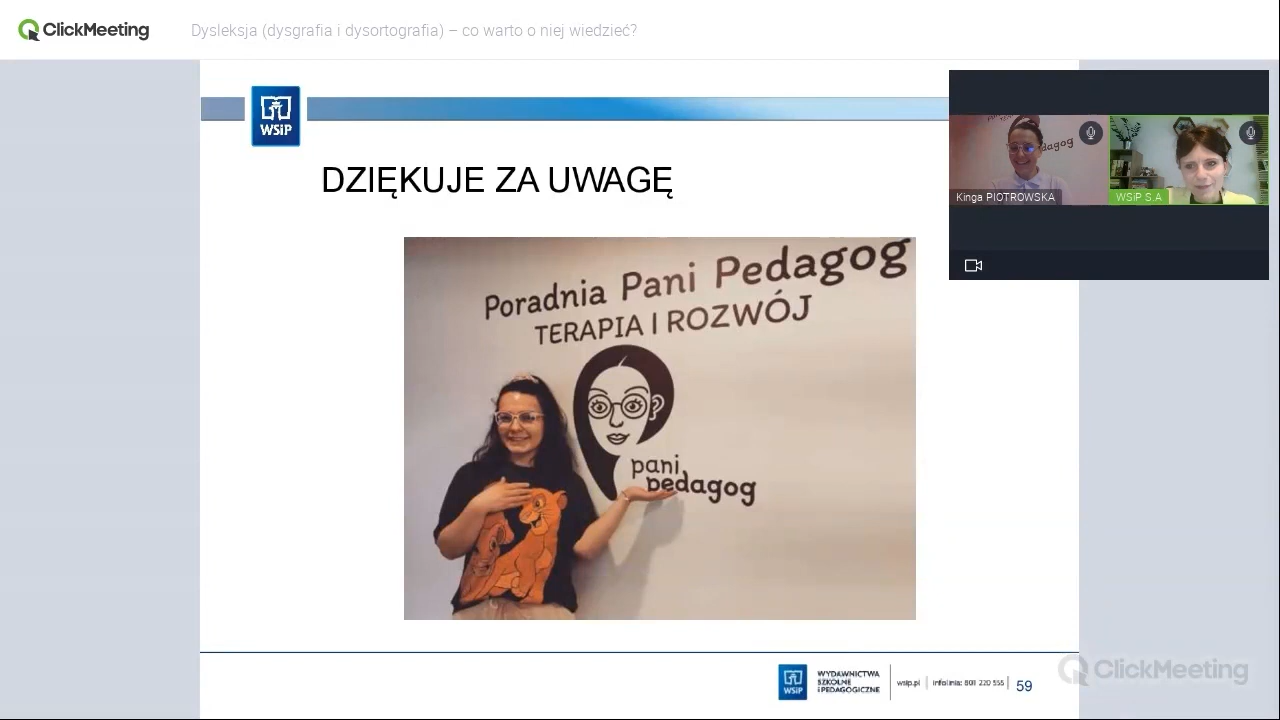 ClickMeeting
Dysleksja (dysgrafia i dysortografia) – co warto o niej wiedzieć?
WSiP
DZIĘKUJE ZA UWAGĘ
Kinga PIOTROWSKA
WSiP S.A
Poradnia Pani Pedagog
TERAPIA I ROZWÓJ
pani
pedagog
WSiP
WYDAWNICTWA
SZKOLNE
I PEDAGOGICZNE
wsip.pl
infolinia: 801 220 555
59
ClickMeeting